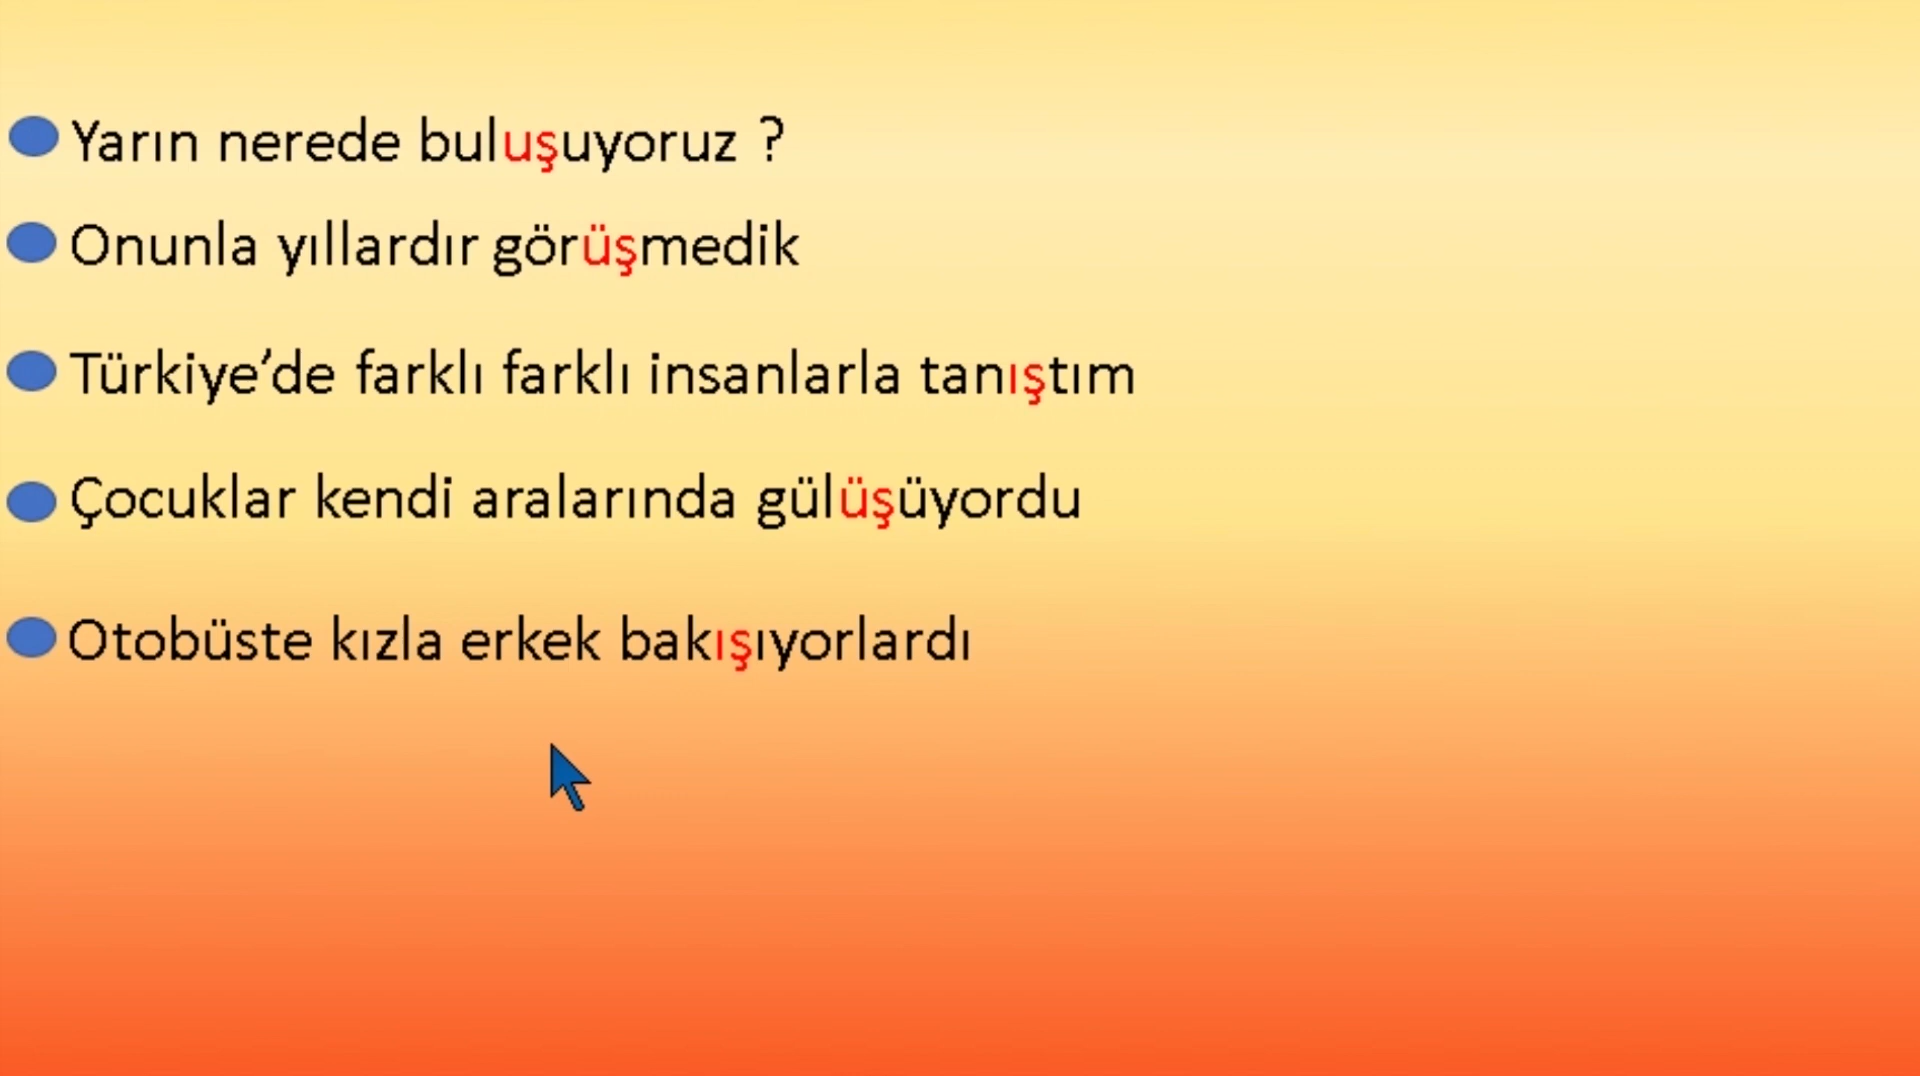 Yarın nerede buluşuyoruz ?
Onunla yıllardır görüşmedik
Türkiye’de farklı farklı insanlarla tanıştım
Çocuklar kendi aralarında gülüşüyordu
Otobüste kızla erkek bakışıyorlardı